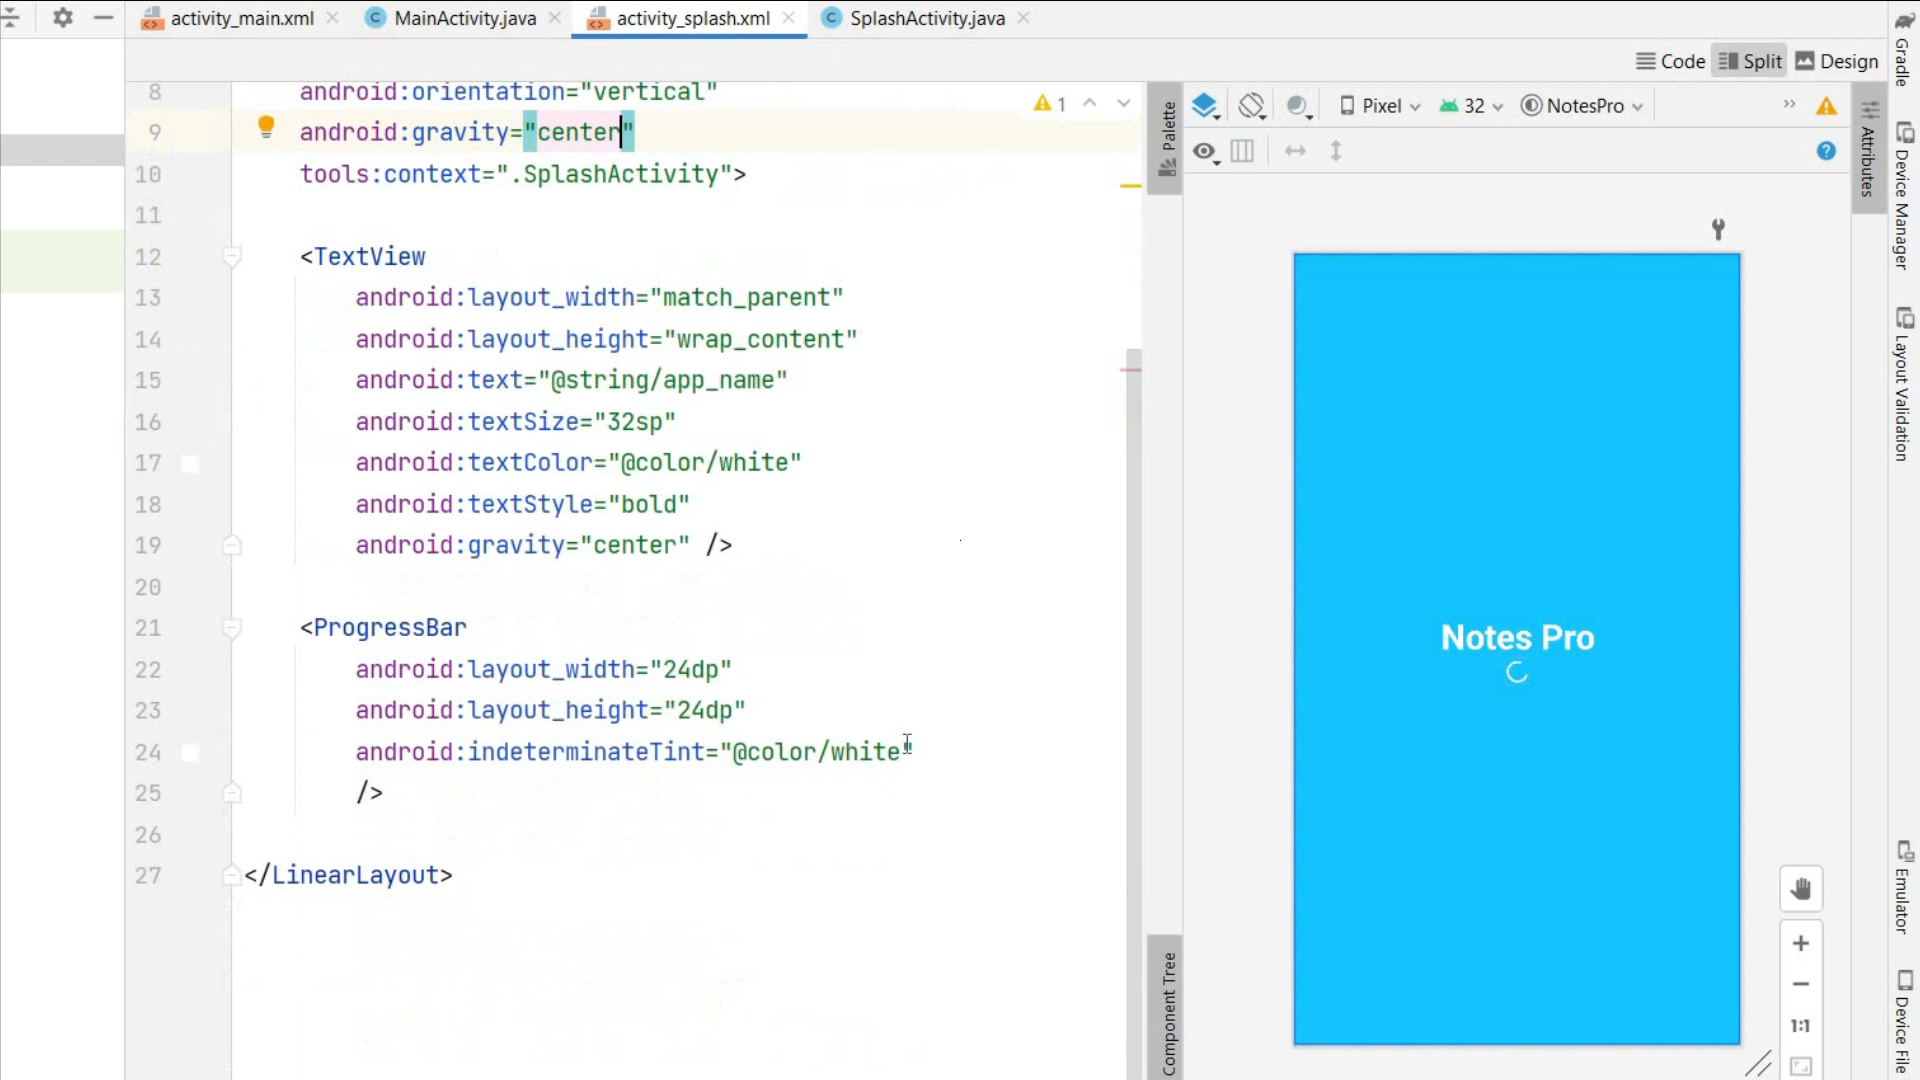 activity_main.xml
MainActivity.java
activity_splash.xml
SplashActivity.java
Code
Split
Design
8 android:orientation="vertical"
9 android:gravity="center"
10 tools:context=".SplashActivity">
11
12 <TextView
13 android:layout_width="match_parent"
14 android:layout_height="wrap_content"
15 android:text="@string/app_name"
16 android:textSize="32sp"
17 android:textColor="@color/white"
18 android:textStyle="bold"
19 android:gravity="center" />
20
21 <ProgressBar
22 android:layout_width="24dp"
23 android:layout_height="24dp"
24 android:indeterminateTint="@color/white"
25 />
26
27 </LinearLayout>
1
Palette
Component Tree
Pixel
32
NotesPro
Notes Pro
1:1
Attributes
Gradle
Device Manager
Layout Validation
Emulator
Device File